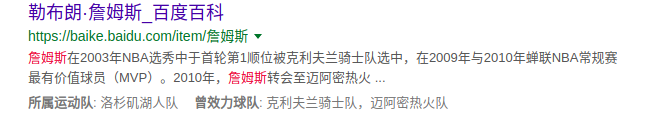 勒布朗·詹姆斯_百度百科
https://baike.baidu.com/item/詹姆斯
詹姆斯在2003年NBA选秀中于首轮第1顺位被克利夫兰骑士队选中，在2009年与2010年蝉联NBA常规赛
最有价值球员（MVP）。2010年，詹姆斯转会至迈阿密热火 ...
所属运动队: 洛杉矶湖人队 曾效力球队: 克利夫兰骑士队，迈阿密热火队